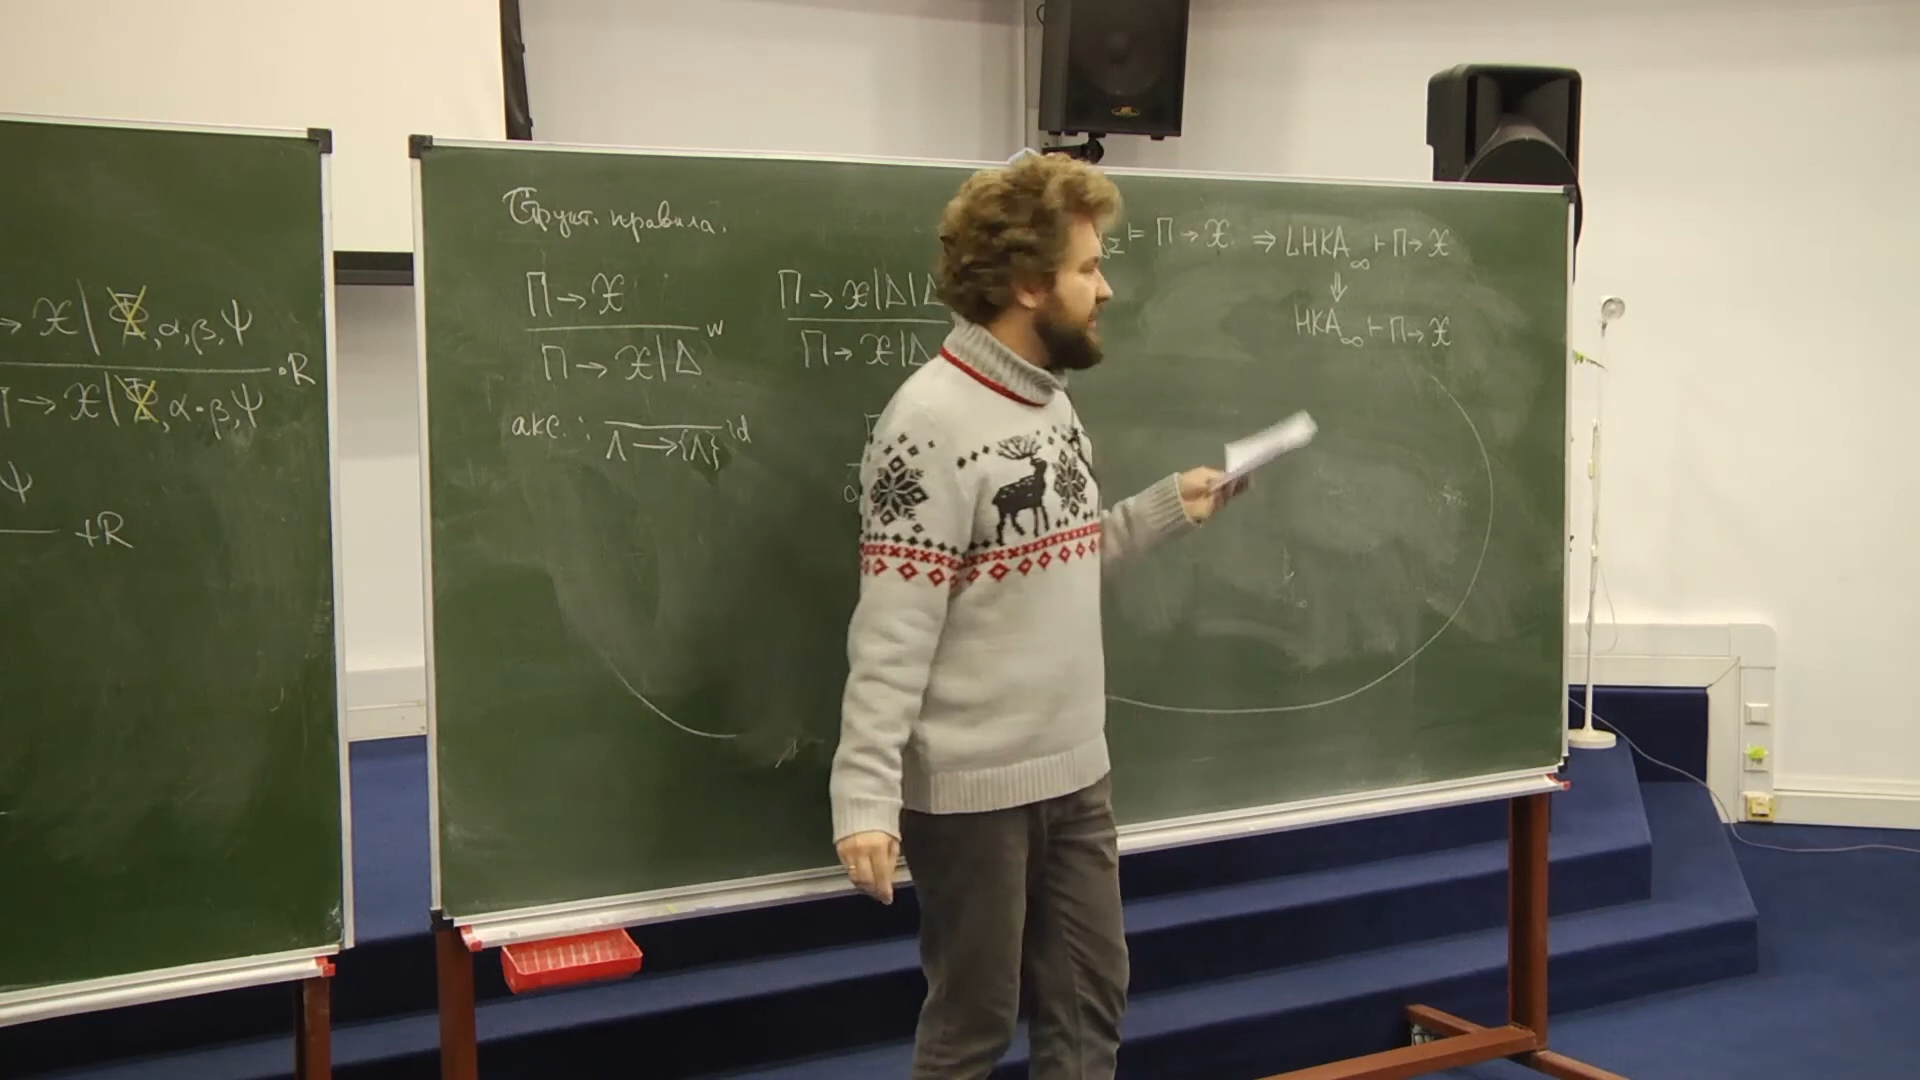 → 𝒳 | Φ, α, β, Ψ
·R
Π → 𝒳 | Φ, α·β, Ψ
Ψ
+R
Структ. правила.
Π → 𝒳
w
Π → 𝒳 | Δ
акс.: Λ → {Λ} id
Π → 𝒳 | Δ | Δ
Π → 𝒳 | Δ
Σ ⊨ Π → 𝒳 ⇒ LHKA∞ ⊢ Π → 𝒳
⇓
HKA∞ ⊢ Π → 𝒳